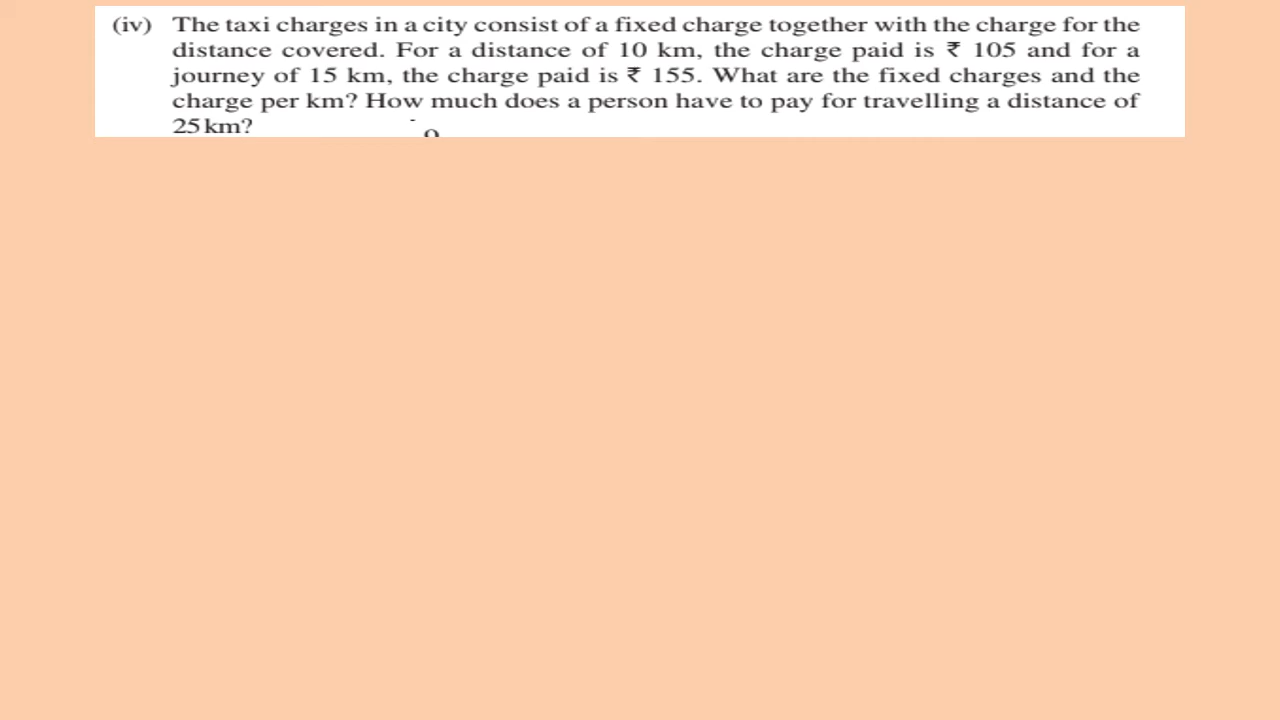 (iv) The taxi charges in a city consist of a fixed charge together with the charge for the
distance covered. For a distance of 10 km, the charge paid is ₹ 105 and for a
journey of 15 km, the charge paid is ₹ 155. What are the fixed charges and the
charge per km? How much does a person have to pay for travelling a distance of
25 km?